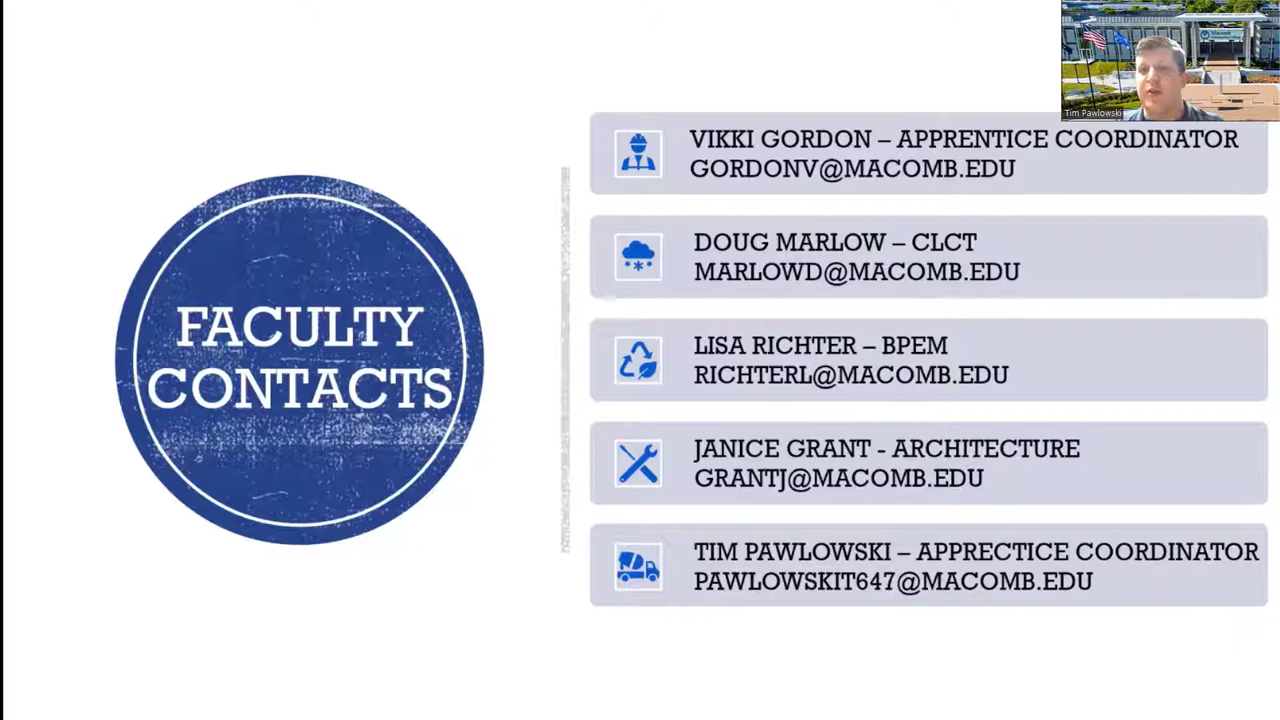 Tim Pawlowski
FACULTY
CONTACTS
VIKKI GORDON – APPRENTICE COORDINATOR
GORDONV@MACOMB.EDU
DOUG MARLOW – CLCT
MARLOWD@MACOMB.EDU
LISA RICHTER – BPEM
RICHTERL@MACOMB.EDU
JANICE GRANT - ARCHITECTURE
GRANTJ@MACOMB.EDU
TIM PAWLOWSKI – APPRECTICE COORDINATOR
PAWLOWSKIT647@MACOMB.EDU